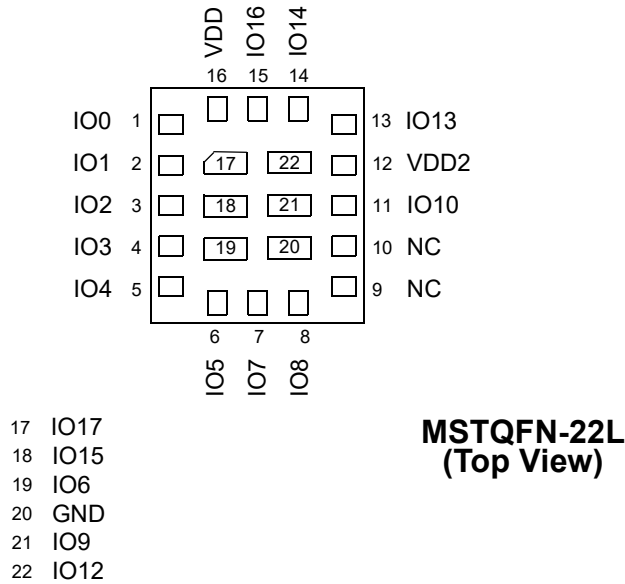 VDD IO16 IO14
16 15 14
IO0 1 13 IO13
IO1 2 17 22 12 VDD2
IO2 3 18 21 11 IO10
IO3 4 19 20 10 NC
IO4 5 9 NC
6 7 8
IO5 IO7 IO8
17 IO17
18 IO15
19 IO6
20 GND
21 IO9
22 IO12
MSTQFN-22L
(Top View)